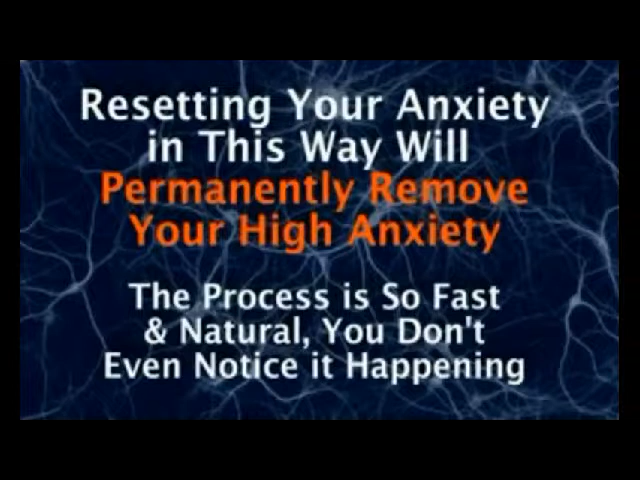 Resetting Your Anxiety
in This Way Will
Permanently Remove
Your High Anxiety
The Process is So Fast
& Natural, You Don't
Even Notice it Happening